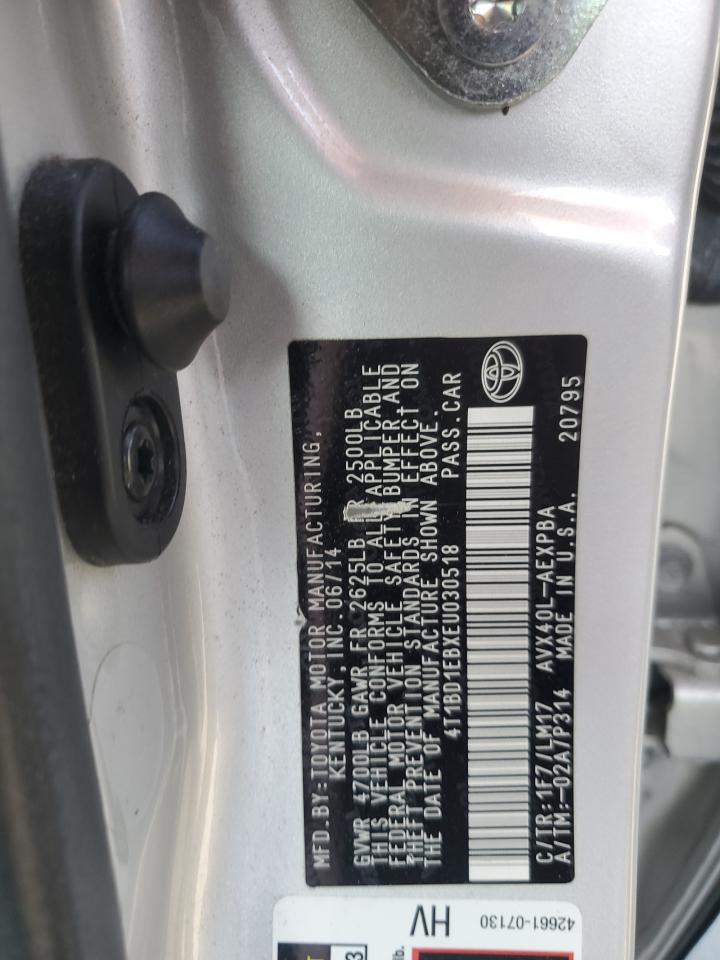 MFD. BY: TOYOTA MOTOR MANUFACTURING,
KENTUCKY, INC. 06/14
GVWR 4700LB GAWR FR 2625LB RR 2500LB
THIS VEHICLE CONFORMS TO ALL APPLICABLE
FEDERAL MOTOR VEHICLE SAFETY BUMPER AND
THEFT PREVENTION STANDARDS IN EFFECT ON
THE DATE OF MANUFACTURE SHOWN ABOVE.
4T1BD1EBXEU030518 PASS. CAR
C/TR: 1F7/LM17 AVX40L-AEXPBA
A/TM: -02A/P314 MADE IN U.S.A. 20795
42661-07130
HV
lb.
3